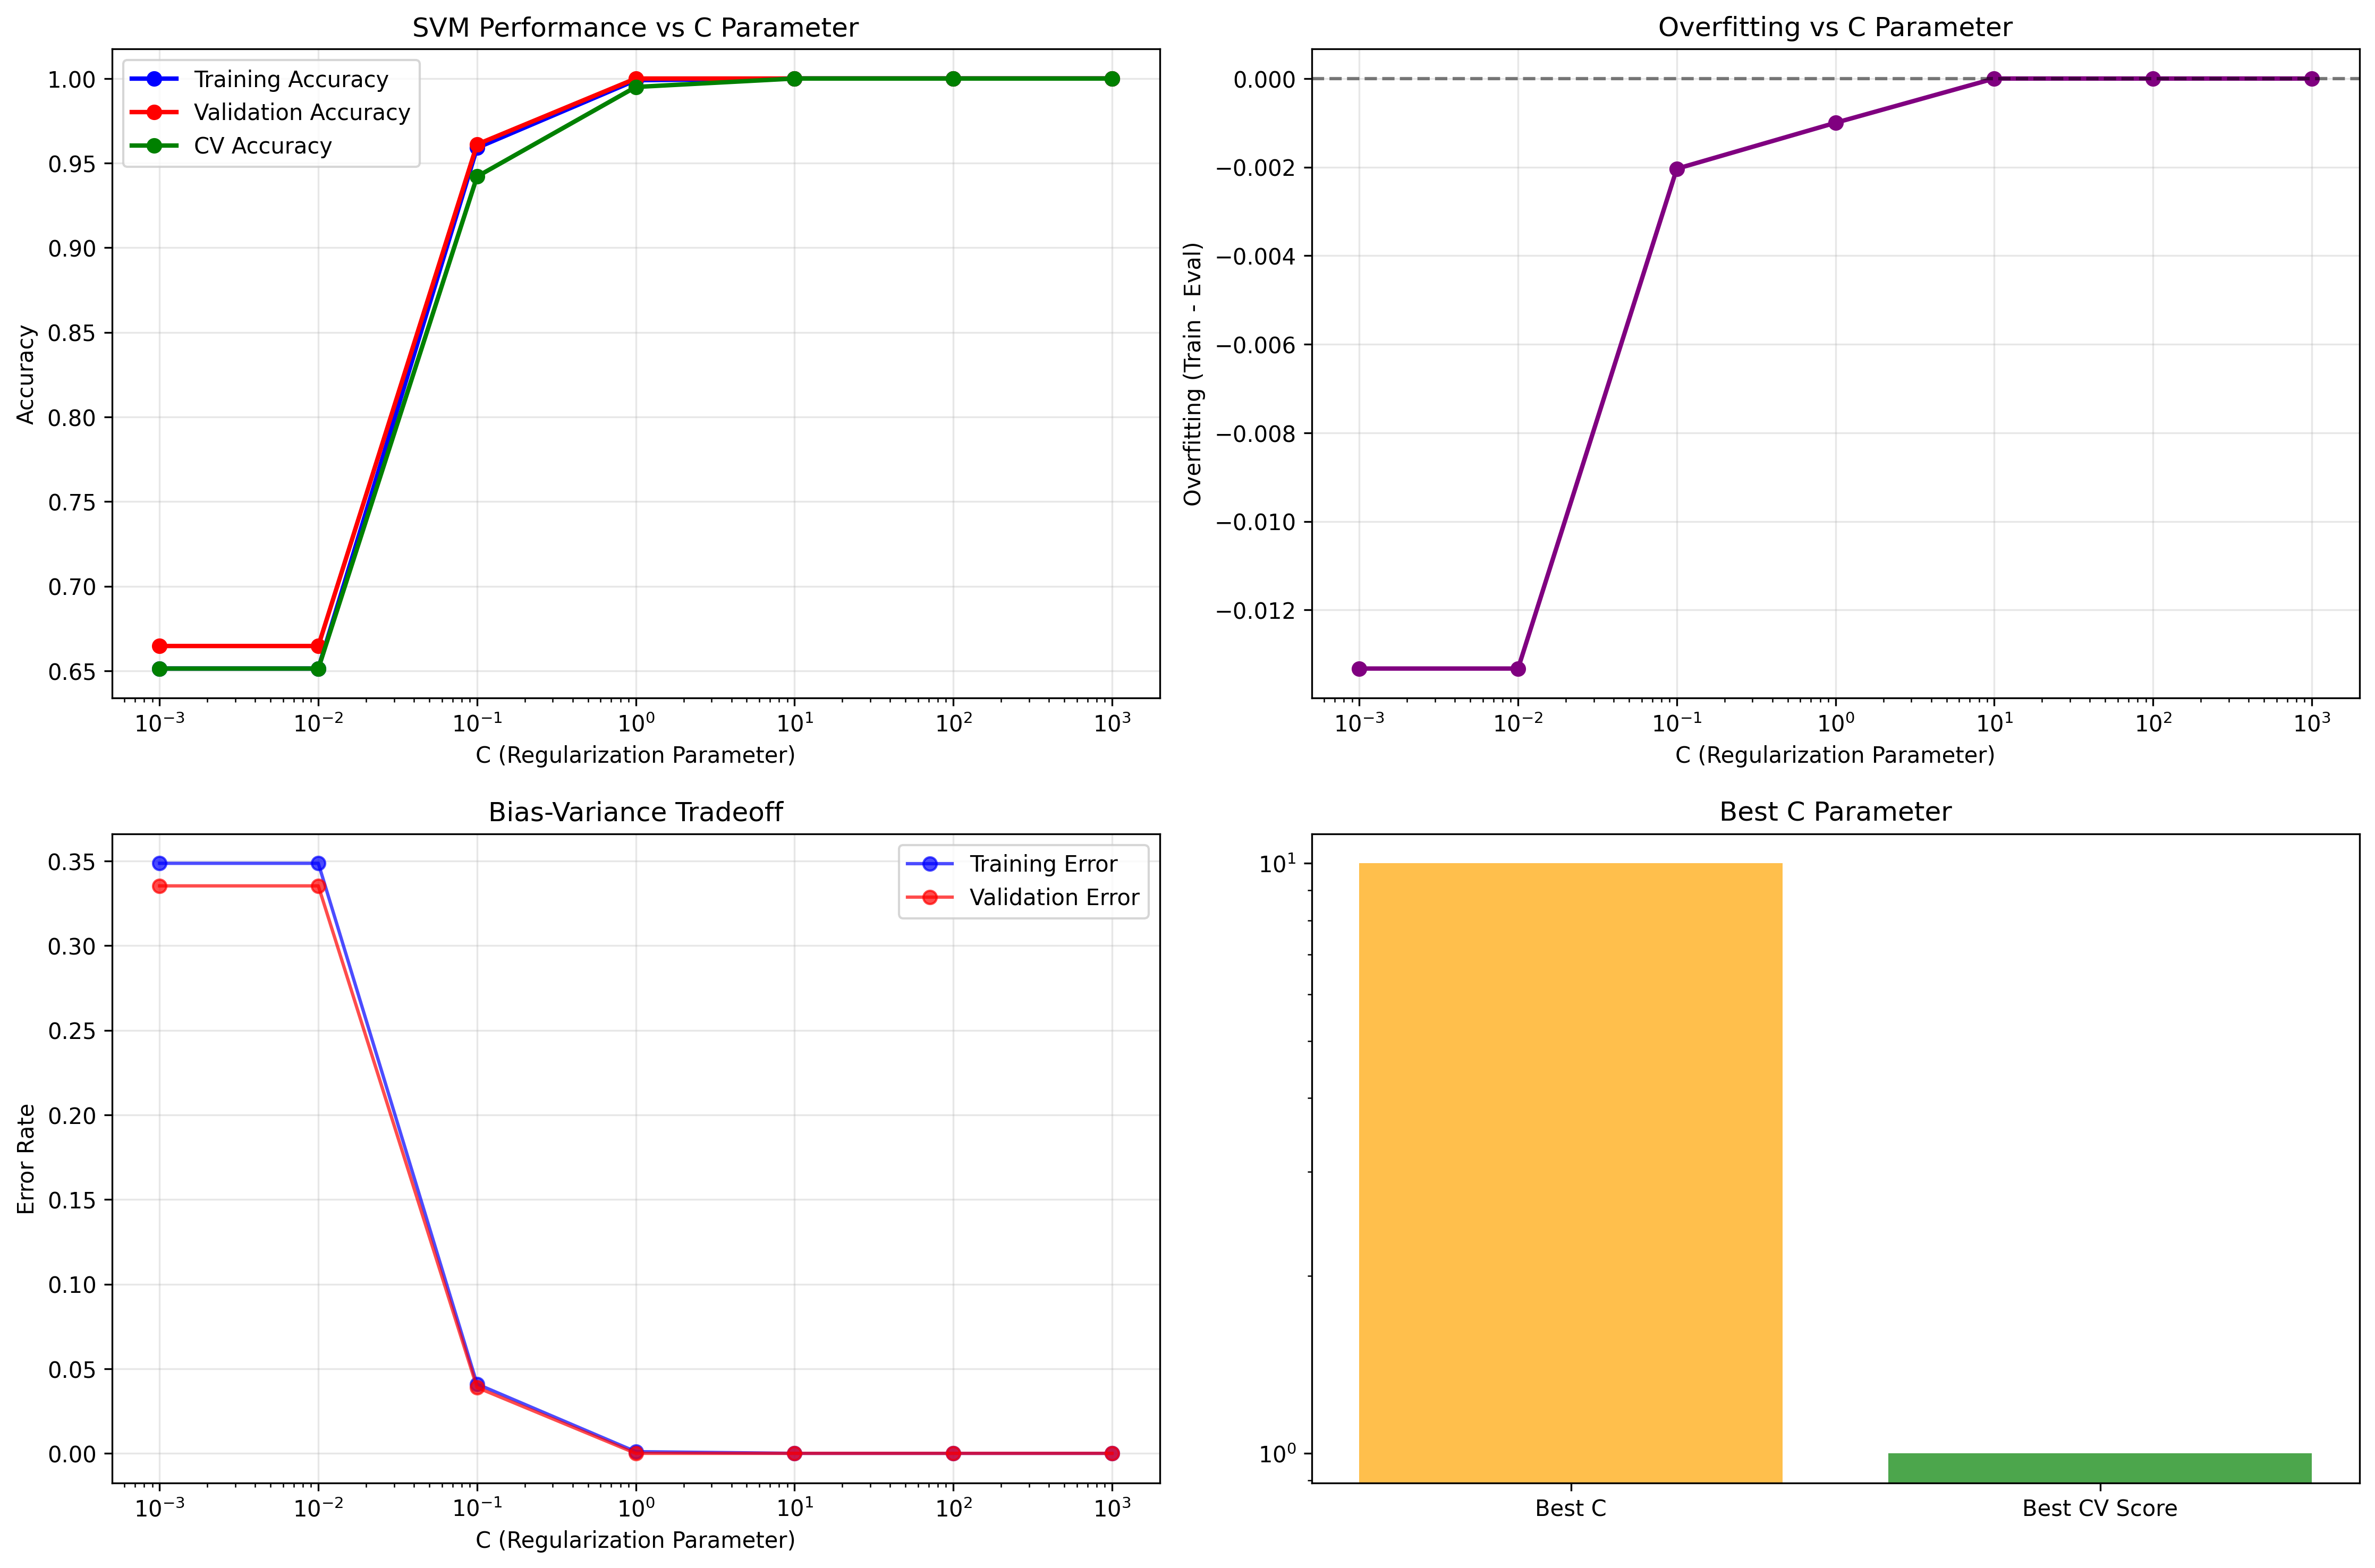 SVM Performance vs C Parameter
Training Accuracy
Validation Accuracy
CV Accuracy
Accuracy
1.00
0.95
0.90
0.85
0.80
0.75
0.70
0.65
10⁻³ 10⁻² 10⁻¹ 10⁰ 10¹ 10² 10³
C (Regularization Parameter)
Overfitting vs C Parameter
Overfitting (Train - Eval)
0.000
−0.002
−0.004
−0.006
−0.008
−0.010
−0.012
10⁻³ 10⁻² 10⁻¹ 10⁰ 10¹ 10² 10³
C (Regularization Parameter)
Bias-Variance Tradeoff
Training Error
Validation Error
Error Rate
0.35
0.30
0.25
0.20
0.15
0.10
0.05
0.00
10⁻³ 10⁻² 10⁻¹ 10⁰ 10¹ 10² 10³
C (Regularization Parameter)
Best C Parameter
10¹
10⁰
Best C Best CV Score